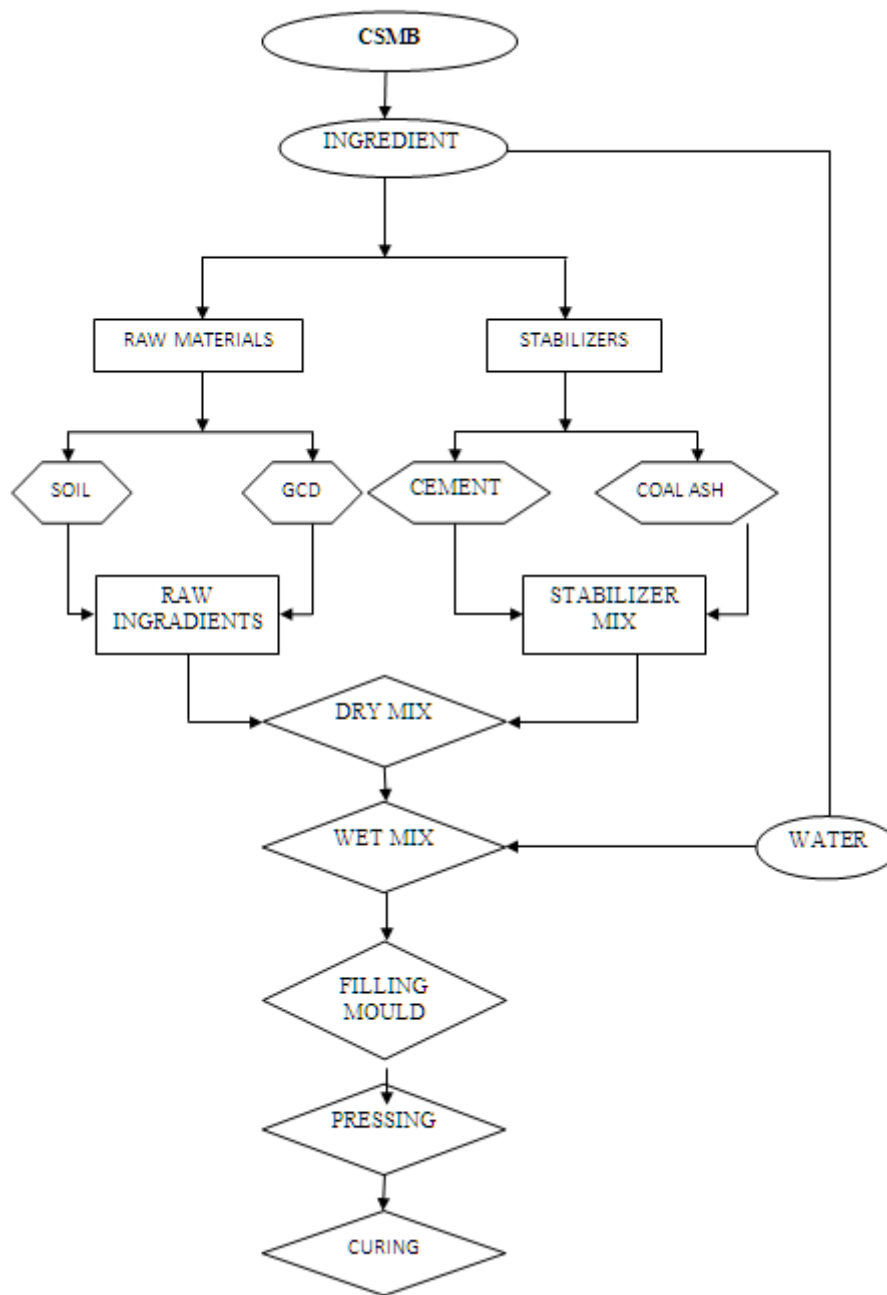 CSMB
INGREDIENT
RAW MATERIALS
STABILIZERS
SOIL
GCD
CEMENT
COAL ASH
RAW
INGRADIENTS
STABILIZER
MIX
DRY MIX
WET MIX
WATER
FILLING
MOULD
PRESSING
CURING